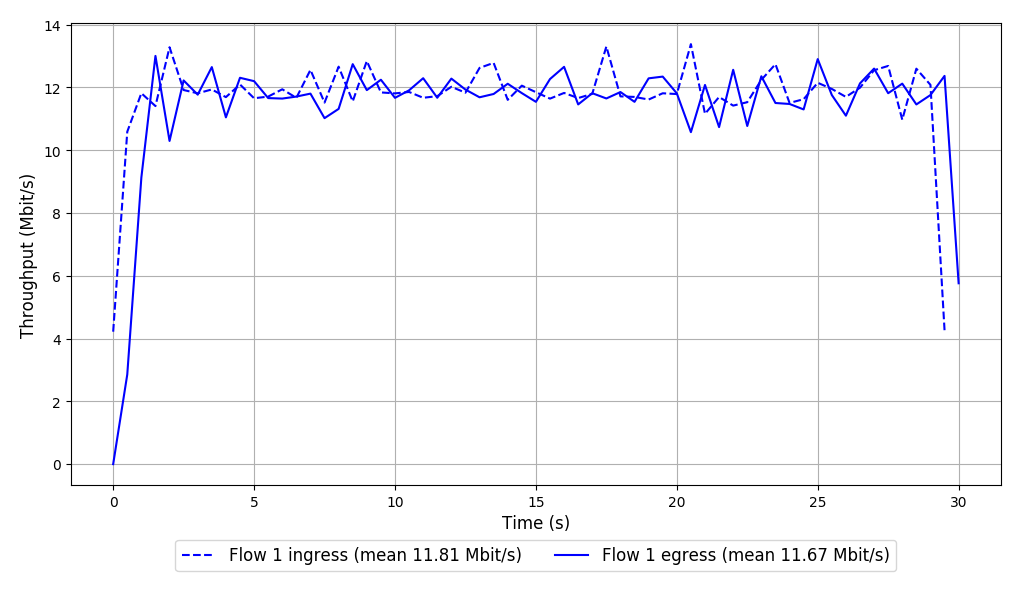 14
12
10
8
6
4
2
0
Throughput (Mbit/s)
0 5 10 15 20 25 30
Time (s)
Flow 1 ingress (mean 11.81 Mbit/s) Flow 1 egress (mean 11.67 Mbit/s)